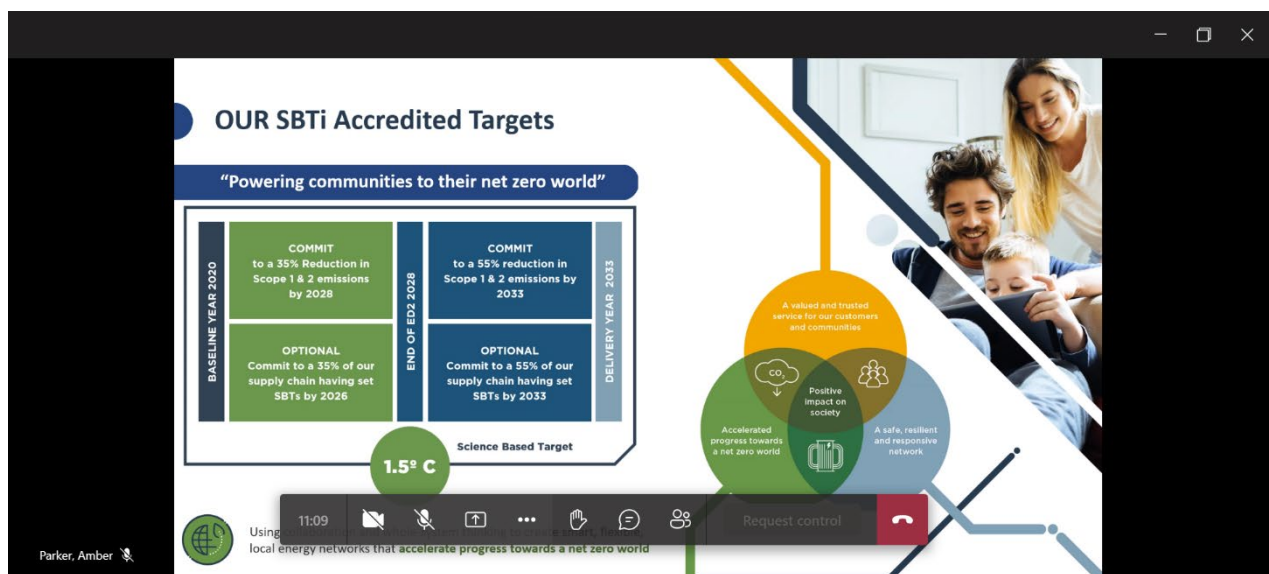 OUR SBTi Accredited Targets
“Powering communities to their net zero world”
BASELINE YEAR 2020
COMMIT
to a 35% Reduction in
Scope 1 & 2 emissions
by 2028
OPTIONAL
Commit to a 35% of our
supply chain having set
SBTs by 2026
END OF ED2 2028
COMMIT
to a 55% reduction in
Scope 1 & 2 emissions by
2033
OPTIONAL
Commit to a 55% of our
supply chain having set
SBTs by 2033
DELIVERY YEAR 2033
Science Based Target
1.5º C
A valued and trusted
service for our customers
and communities
CO₂
Positive
impact on
society
Accelerated
progress towards
a net zero world
A safe, resilient
and responsive
network
11:09
Request control
Using
local energy networks that accelerate progress towards a net zero world
Parker, Amber